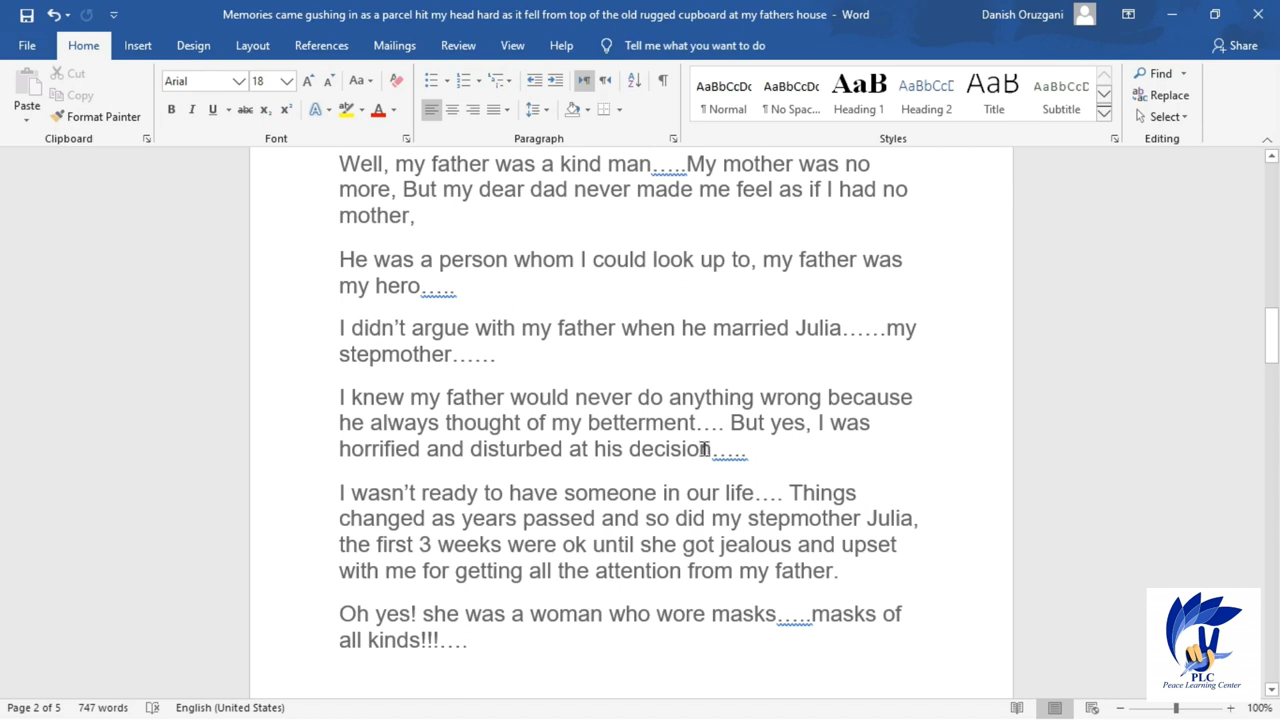 Memories came gushing in as a parcel hit my head hard as it fell from top of the old rugged cupboard at my fathers house - Word
Danish Oruzgani
File Home Insert Design Layout References Mailings Review View Help Tell me what you want to do Share
Paste
Cut
Copy
Format Painter
Clipboard
Arial 18
Font
Paragraph
AaBbCcDc AaBbCcDc AaB AaBbCcD AaB AaBbCcD
¶ Normal ¶ No Spac... Heading 1 Heading 2 Title Subtitle
Styles
Find
Replace
Select
Editing
Well, my father was a kind man…..My mother was no
more, But my dear dad never made me feel as if I had no
mother,
He was a person whom I could look up to, my father was
my hero…..
I didn’t argue with my father when he married Julia……my
stepmother……
I knew my father would never do anything wrong because
he always thought of my betterment…. But yes, I was
horrified and disturbed at his decision…..
I wasn’t ready to have someone in our life…. Things
changed as years passed and so did my stepmother Julia,
the first 3 weeks were ok until she got jealous and upset
with me for getting all the attention from my father.
Oh yes! she was a woman who wore masks…..masks of
all kinds!!!….
PLC
Peace Learning Center
Page 2 of 5 747 words English (United States) 100%